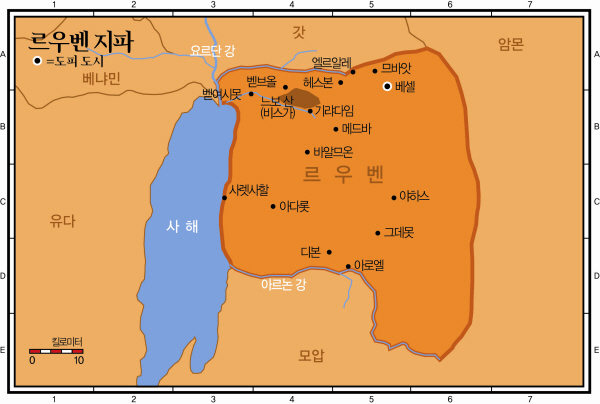 1 2 3 4 5 6 7
르우벤 지파
=도피 도시
요르단 강
갓
암몬
A
A
베냐민
엘르알레
므바앗
벧브올
헤스본
베셀
벧여시못
느보 산
(비스가)
기랴다임
B
B
메드바
바알므온
르우벤
사렛사할
야하스
C
C
아다롯
유다
사 해
그데못
디본
아로엘
D
D
아르논 강
킬로미터
0 10
모압
E
E
1 2 3 4 5 6 7